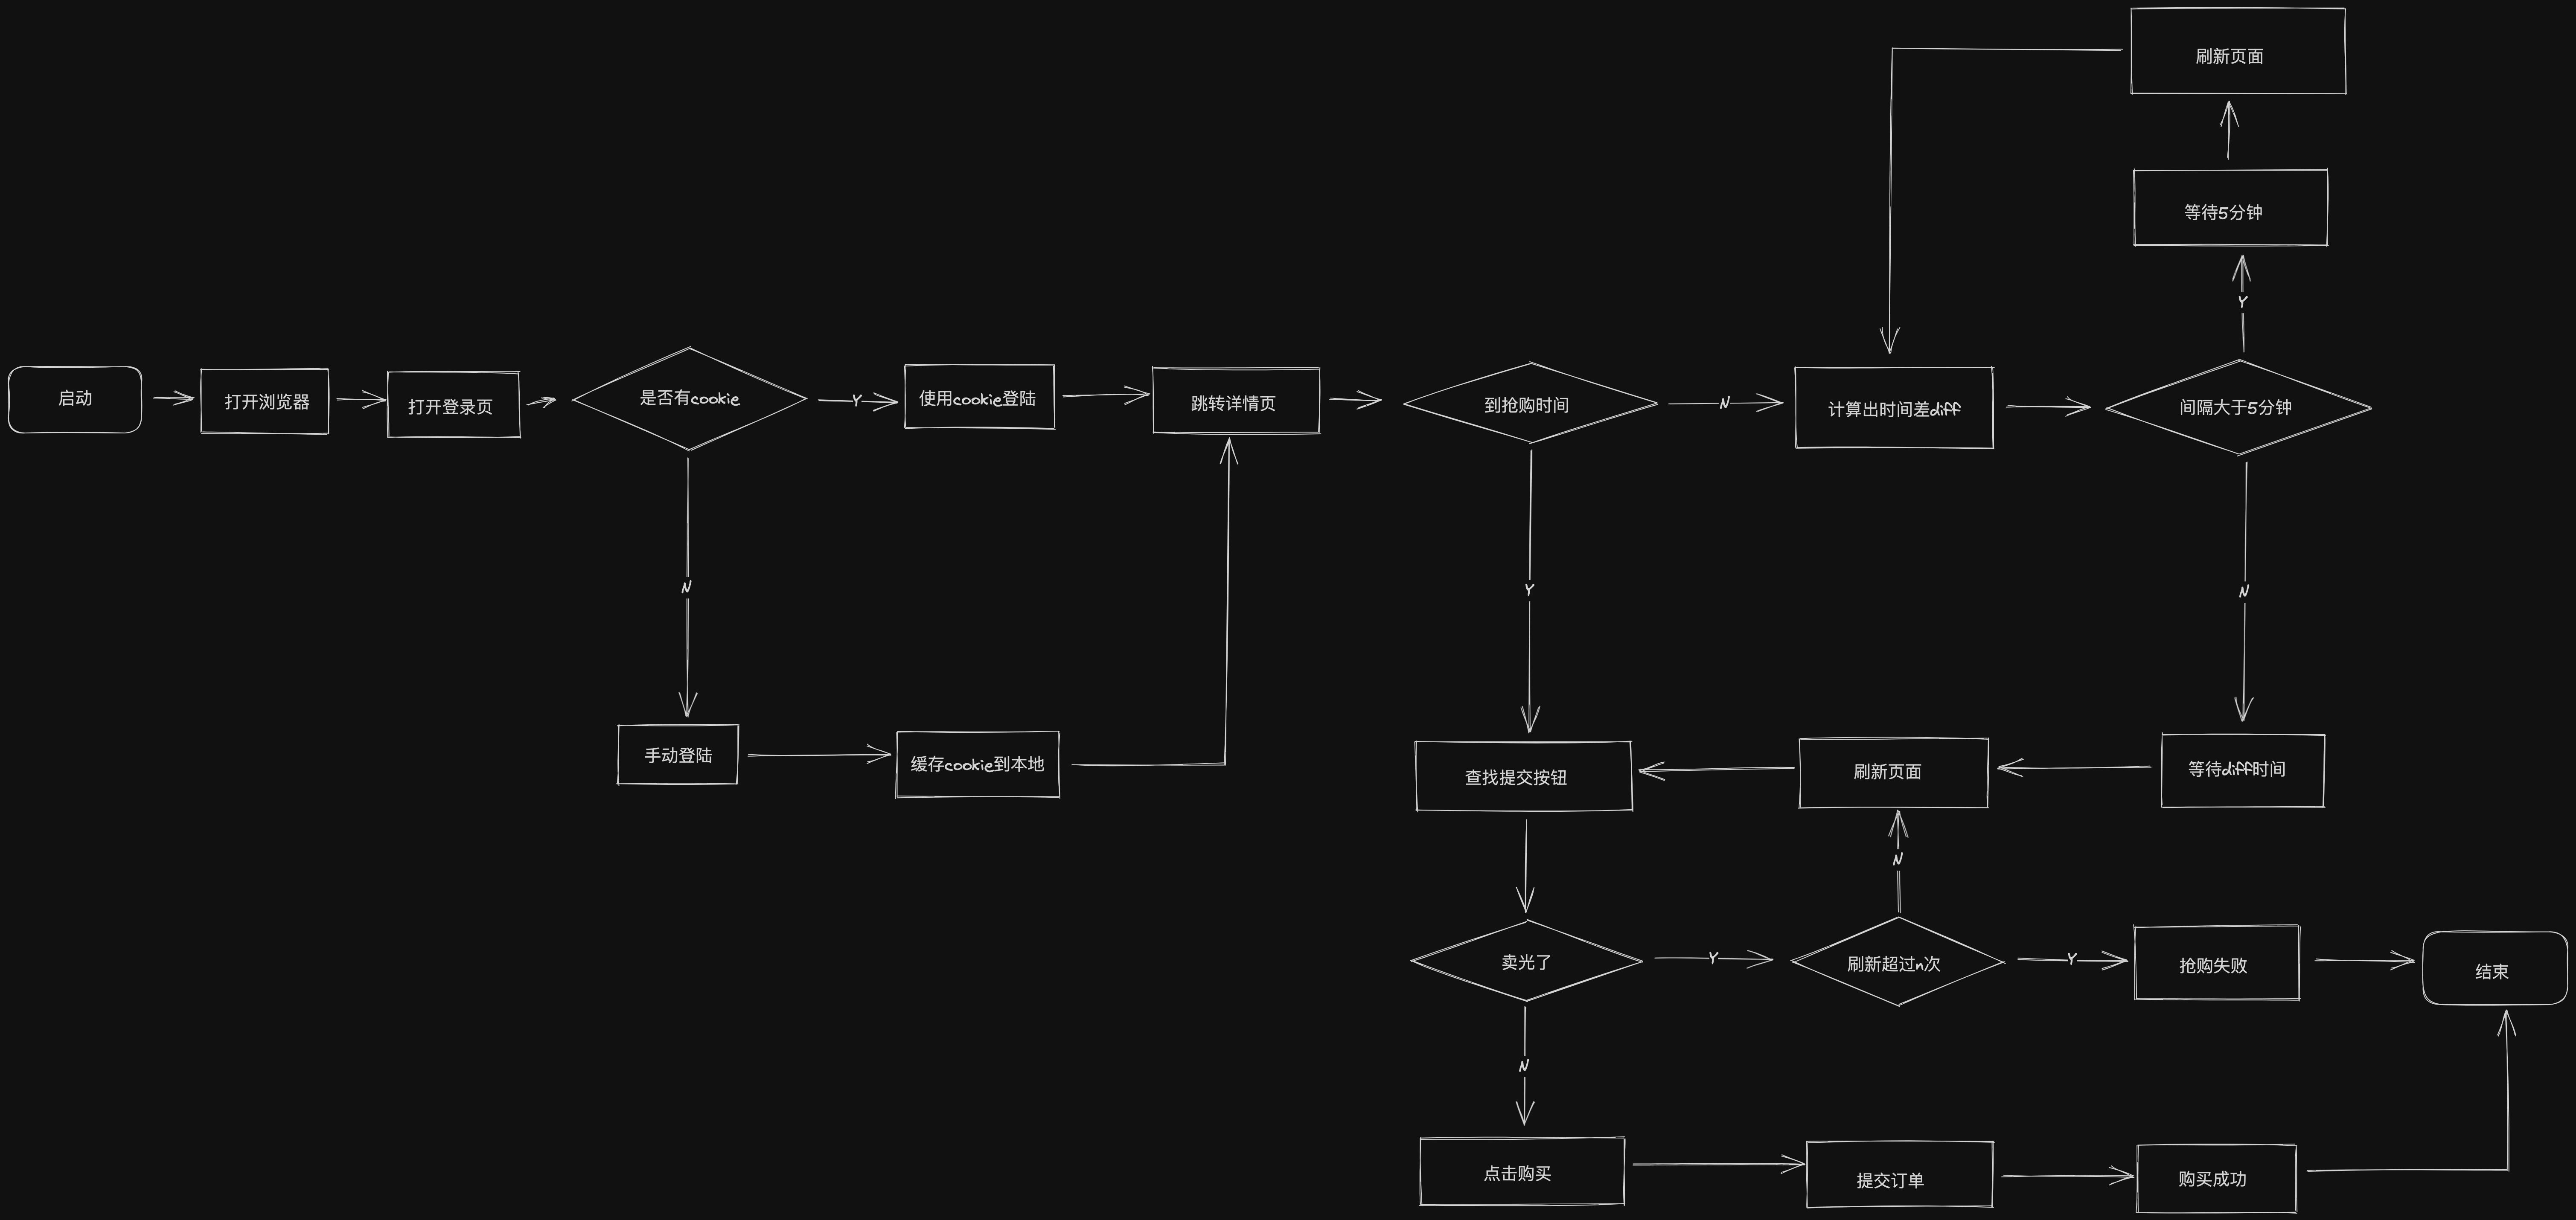 刷新页面
等待5分钟
Y
启动
打开浏览器
打开登录页
是否有cookie
Y
使用cookie登陆
跳转详情页
到抢购时间
N
计算出时间差diff
间隔大于5分钟
N
Y
N
手动登陆
缓存cookie到本地
查找提交按钮
刷新页面
等待diff时间
N
卖光了
Y
刷新超过n次
Y
抢购失败
结束
N
点击购买
提交订单
购买成功